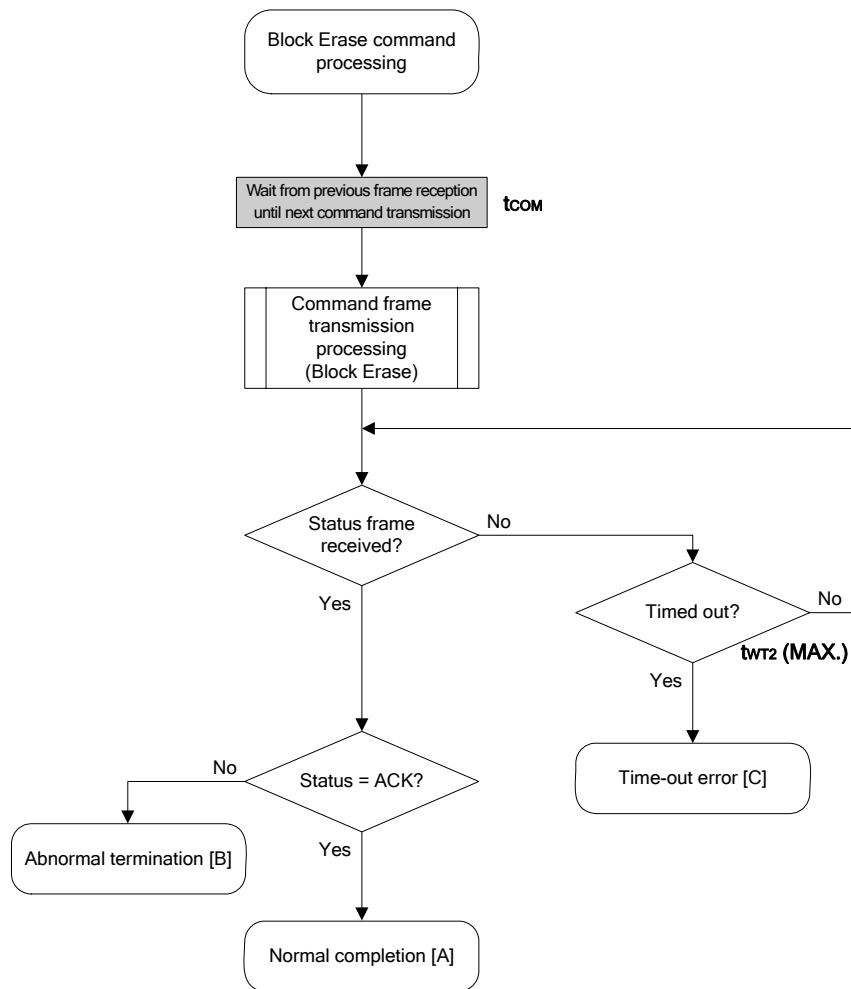 Block Erase command
processing
Wait from previous frame reception
until next command transmission
tCOM
Command frame
transmission
processing
(Block Erase)
Status frame
received?
No
Yes
Timed out?
No
tWT2 (MAX.)
Yes
Time-out error [C]
Status = ACK?
No
Yes
Abnormal termination [B]
Normal completion [A]